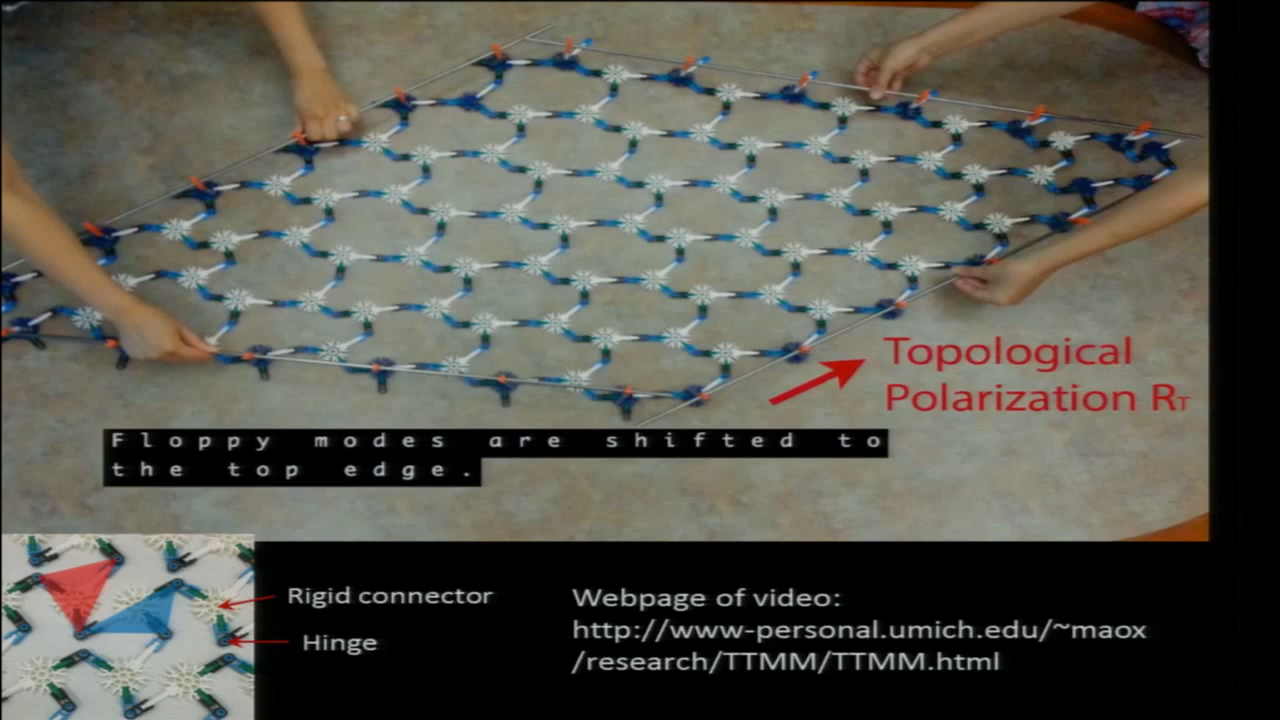 Topological
Polarization RT
Floppy modes are shifted to
the top edge.
Rigid connector
Hinge
Webpage of video:
http://www-personal.umich.edu/~maox
/research/TTMM/TTMM.html